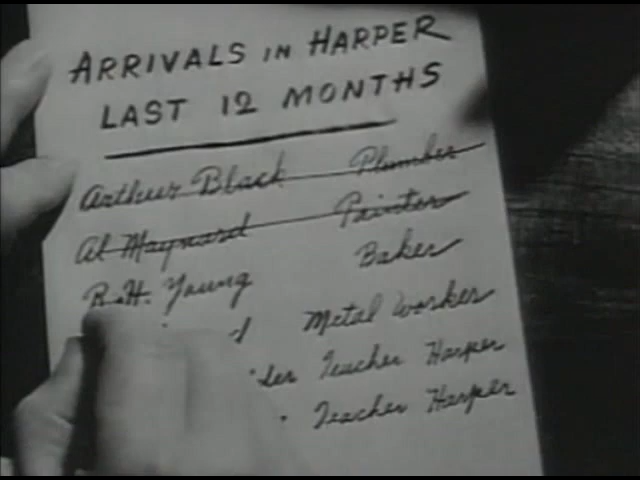 ARRIVALS IN HARPER
LAST 12 MONTHS
Arthur Black Plumber
Al Maynard Painter
R.H. Young Baker
Metal Worker
Teacher Harper
Teacher Harper